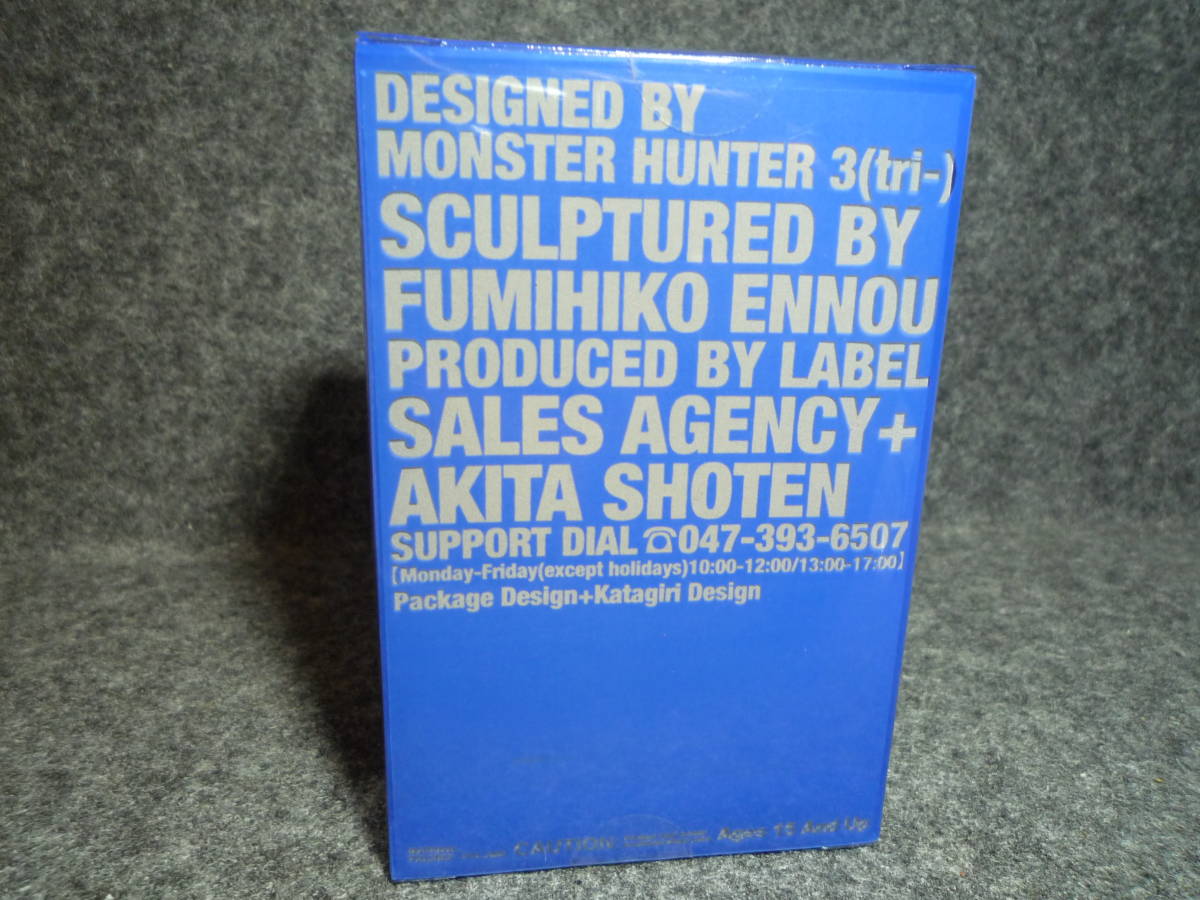 DESIGNED BY
MONSTER HUNTER 3(tri-)
SCULPTURED BY
FUMIHIKO ENNOU
PRODUCED BY LABEL
SALES AGENCY+
AKITA SHOTEN
SUPPORT DIAL ☎047-393-6507
[Monday-Friday(except holidays)10:00-12:00/13:00-17:00]
Package Design+Katagiri Design
CAUTION Ages 15 And Up